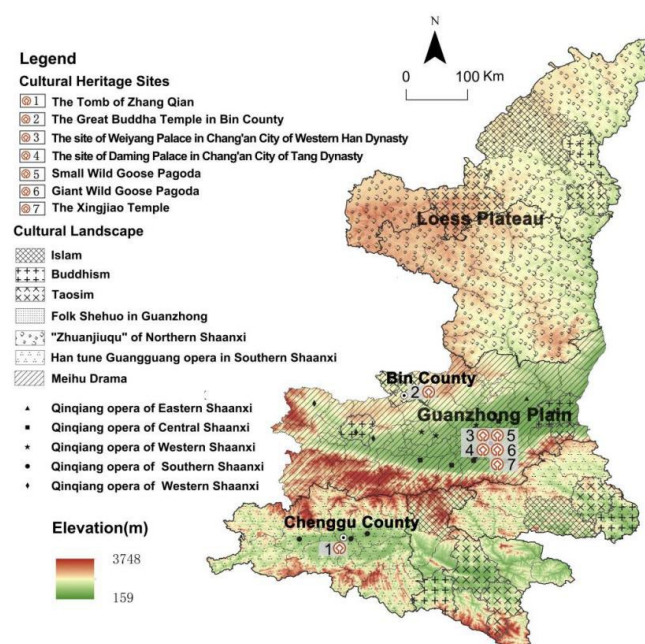 N
0 100 Km
Legend
Cultural Heritage Sites
1 The Tomb of Zhang Qian
2 The Great Buddha Temple in Bin County
3 The site of Weiyang Palace in Chang'an City of Western Han Dynasty
4 The site of Daming Palace in Chang'an City of Tang Dynasty
5 Small Wild Goose Pagoda
6 Giant Wild Goose Pagoda
7 The Xingjiao Temple
Cultural Landscape
Islam
Buddhism
Taosim
Folk Shehuo in Guanzhong
"Zhuanjiuqu" of Northern Shaanxi
Han tune Guangguang opera in Southern Shaanxi
Meihu Drama
Qinqiang opera of Eastern Shaanxi
Qinqiang opera of Central Shaanxi
Qinqiang opera of Western Shaanxi
Qinqiang opera of Southern Shaanxi
Qinqiang opera of Western Shaanxi
Elevation(m)
3748
159
Loess Plateau
Bin County
2
Guanzhong Plain
3 5
4 6
7
Chenggu County
1